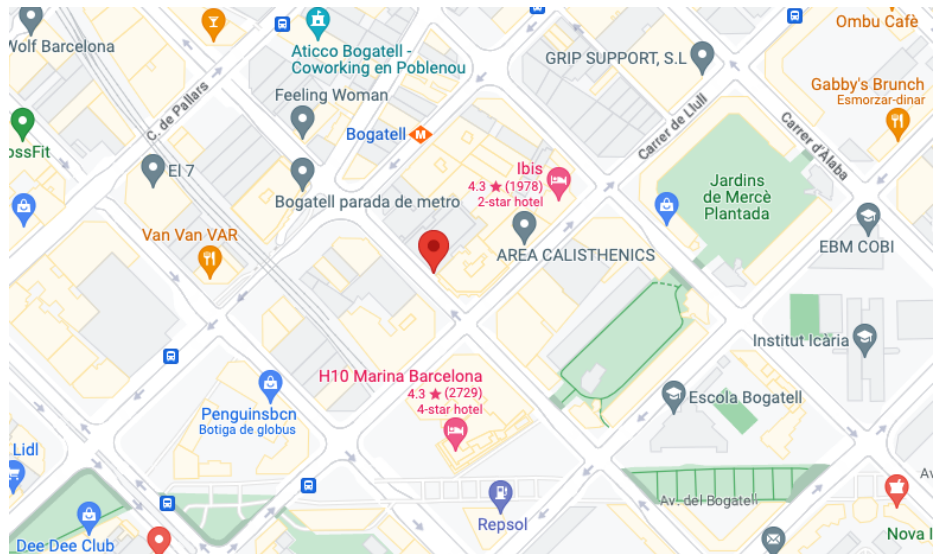 Wolf Barcelona
Aticco Bogatell -
Coworking en Poblenou
GRIP SUPPORT, S.L
Ombu Cafè
Gabby's Brunch
Esmorzar-dinar
C. de Pallars
Feeling Woman
Bogatell
M
Carrer de Llull
Carrer d'Àlaba
ossFit
El 7
Ibis
4.3 ★ (1978)
2-star hotel
Bogatell parada de metro
Jardins
de Mercè
Plantada
Van Van VAR
AREA CALISTHENICS
EBM COBI
Institut Icària
H10 Marina Barcelona
4.3 ★ (2729)
4-star hotel
Penguinsbcn
Botiga de globus
Escola Bogatell
Lidl
Av. del Bogatell
Av
Repsol
Dee Dee Club
Nova I